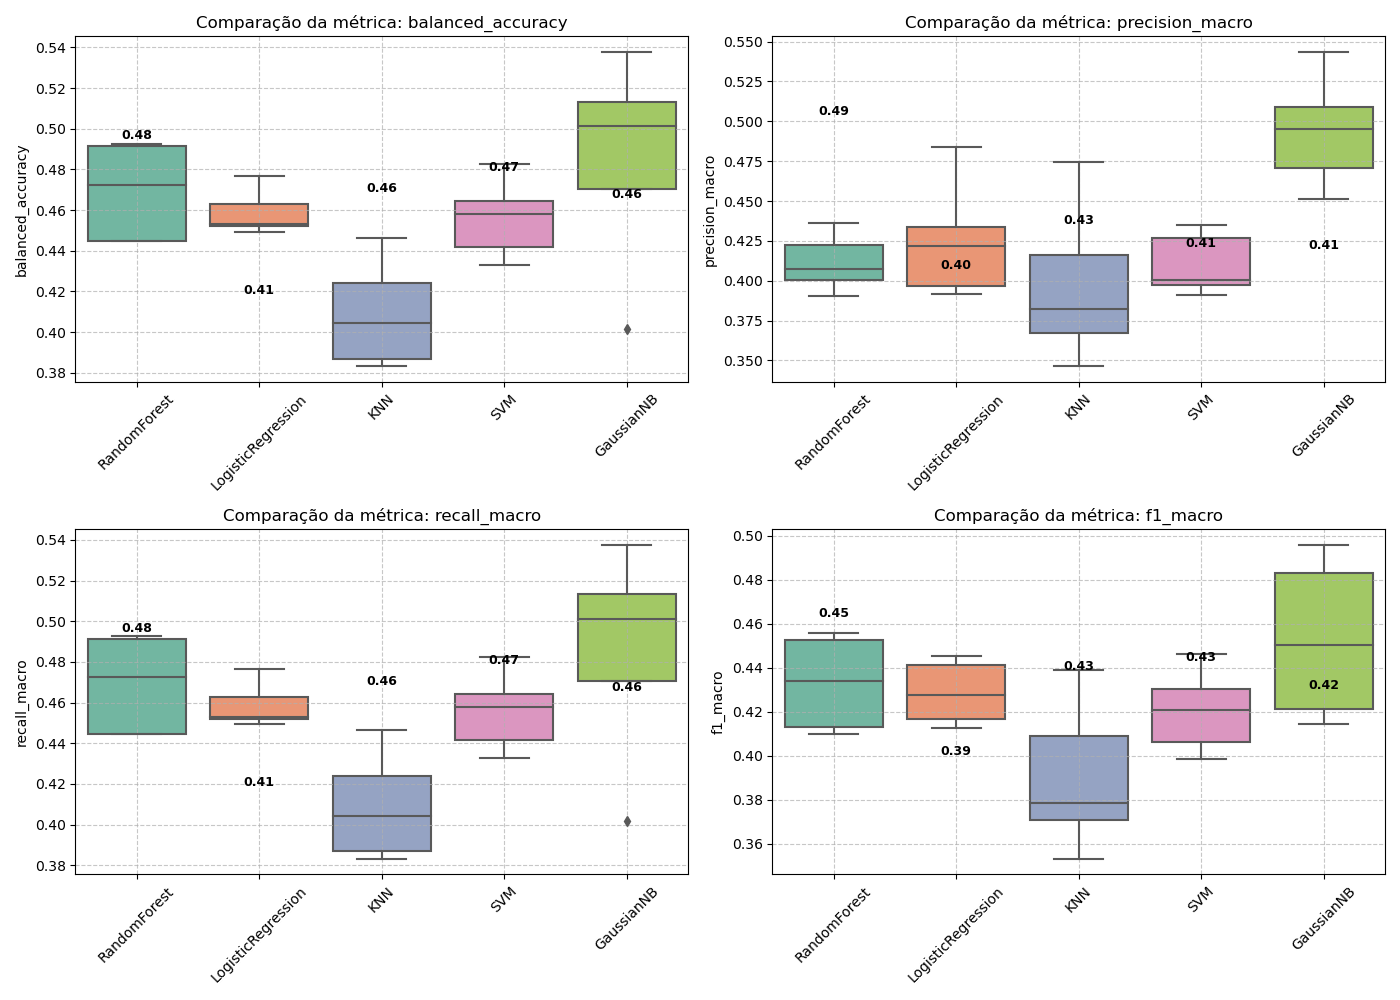 Comparação da métrica: balanced_accuracy
balanced_accuracy
0.54
0.52
0.50
0.48
0.46
0.44
0.42
0.40
0.38
0.48
0.41
0.46
0.47
0.46
RandomForest
LogisticRegression
KNN
SVM
GaussianNB
Comparação da métrica: precision_macro
precision_macro
0.550
0.525
0.500
0.475
0.450
0.425
0.400
0.375
0.350
0.49
0.40
0.43
0.41
0.41
RandomForest
LogisticRegression
KNN
SVM
GaussianNB
Comparação da métrica: recall_macro
recall_macro
0.54
0.52
0.50
0.48
0.46
0.44
0.42
0.40
0.38
0.48
0.41
0.46
0.47
0.46
RandomForest
LogisticRegression
KNN
SVM
GaussianNB
Comparação da métrica: f1_macro
f1_macro
0.50
0.48
0.46
0.44
0.42
0.40
0.38
0.36
0.45
0.39
0.43
0.43
0.42
RandomForest
LogisticRegression
KNN
SVM
GaussianNB